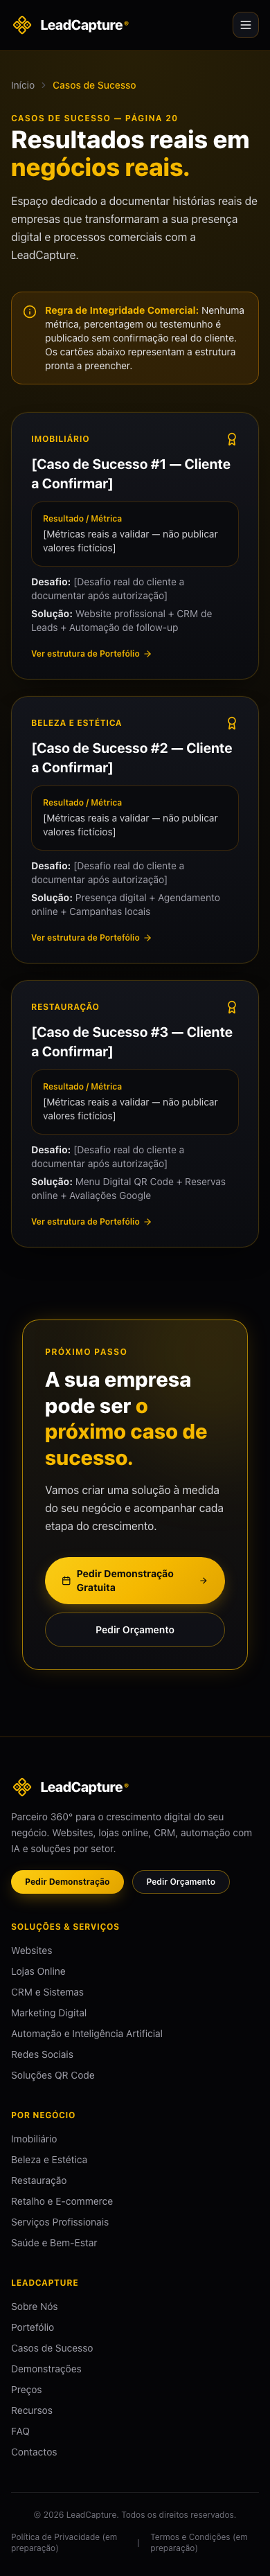 LeadCapture®
Início > Casos de Sucesso
CASOS DE SUCESSO — PÁGINA 20
Resultados reais em
negócios reais.
Espaço dedicado a documentar histórias reais de
empresas que transformaram a sua presença
digital e processos comerciais com a
LeadCapture.
Regra de Integridade Comercial: Nenhuma
métrica, percentagem ou testemunho é
publicado sem confirmação real do cliente.
Os cartões abaixo representam a estrutura
pronta a preencher.
IMOBILIÁRIO
[Caso de Sucesso #1 — Cliente
a Confirmar]
Resultado / Métrica
[Métricas reais a validar — não publicar
valores fictícios]
Desafio: [Desafio real do cliente a
documentar após autorização]
Solução: Website profissional + CRM de
Leads + Automação de follow-up
Ver estrutura de Portefólio →
BELEZA E ESTÉTICA
[Caso de Sucesso #2 — Cliente
a Confirmar]
Resultado / Métrica
[Métricas reais a validar — não publicar
valores fictícios]
Desafio: [Desafio real do cliente a
documentar após autorização]
Solução: Presença digital + Agendamento
online + Campanhas locais
Ver estrutura de Portefólio →
RESTAURAÇÃO
[Caso de Sucesso #3 — Cliente
a Confirmar]
Resultado / Métrica
[Métricas reais a validar — não publicar
valores fictícios]
Desafio: [Desafio real do cliente a
documentar após autorização]
Solução: Menu Digital QR Code + Reservas
online + Avaliações Google
Ver estrutura de Portefólio →
PRÓXIMO PASSO
A sua empresa
pode ser o
próximo caso de
sucesso.
Vamos criar uma solução à medida
do seu negócio e acompanhar cada
etapa do crescimento.
Pedir Demonstração
Gratuita →
Pedir Orçamento
LeadCapture®
Parceiro 360° para o crescimento digital do seu
negócio. Websites, lojas online, CRM, automação com
IA e soluções por setor.
Pedir Demonstração
Pedir Orçamento
SOLUÇÕES & SERVIÇOS
Websites
Lojas Online
CRM e Sistemas
Marketing Digital
Automação e Inteligência Artificial
Redes Sociais
Soluções QR Code
POR NEGÓCIO
Imobiliário
Beleza e Estética
Restauração
Retalho e E-commerce
Serviços Profissionais
Saúde e Bem-Estar
LEADCAPTURE
Sobre Nós
Portefólio
Casos de Sucesso
Demonstrações
Preços
Recursos
FAQ
Contactos
© 2026 LeadCapture. Todos os direitos reservados.
Política de Privacidade (em
preparação)
|
Termos e Condições (em
preparação)